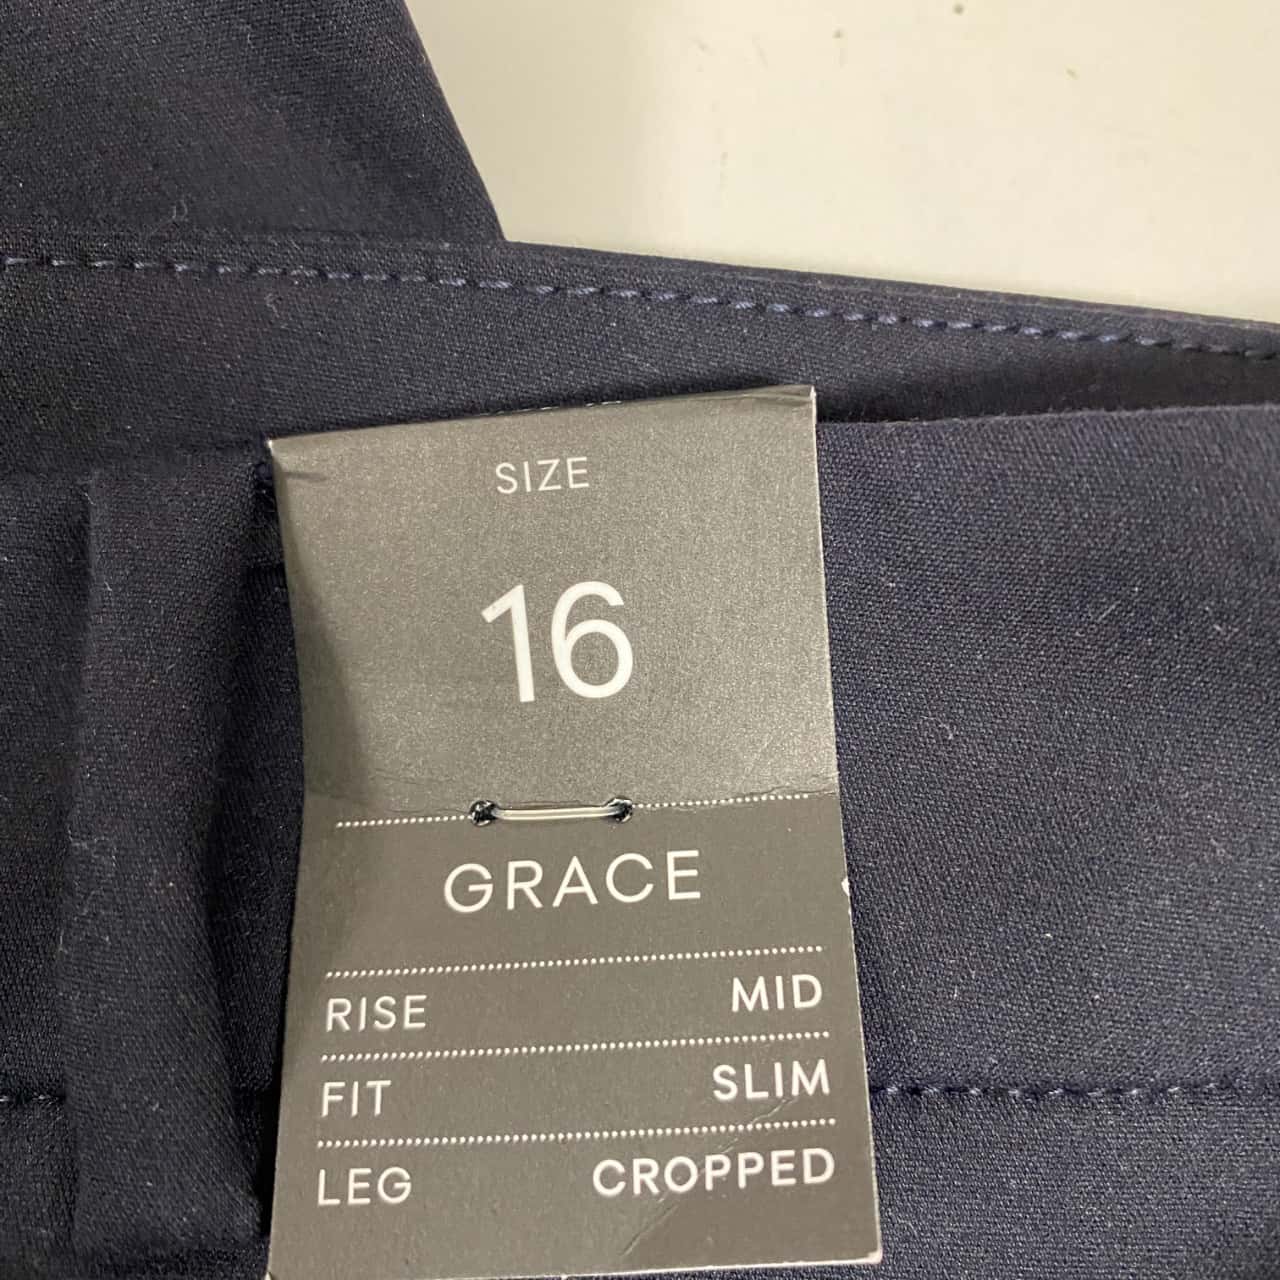 SIZE
16
GRACE
RISE MID
FIT SLIM
LEG CROPPED